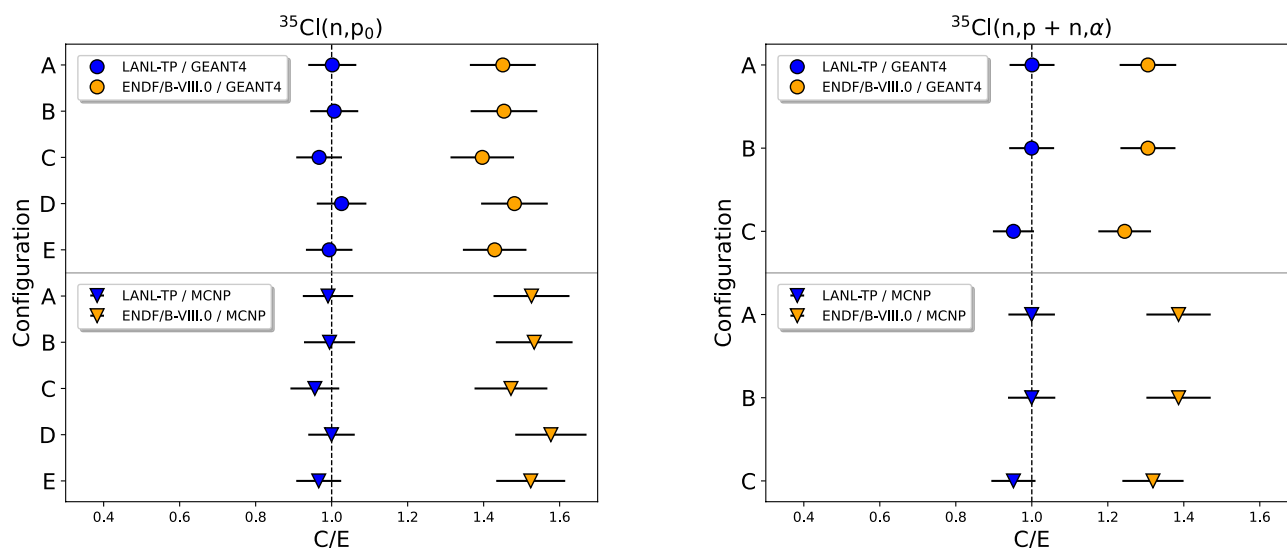 ³⁵Cl(n,p₀)
LANL-TP / GEANT4
ENDF/B-VIII.0 / GEANT4
LANL-TP / MCNP
ENDF/B-VIII.0 / MCNP
Configuration
A
B
C
D
E
A
B
C
D
E
0.4 0.6 0.8 1.0 1.2 1.4 1.6
C/E
³⁵Cl(n,p + n,α)
LANL-TP / GEANT4
ENDF/B-VIII.0 / GEANT4
LANL-TP / MCNP
ENDF/B-VIII.0 / MCNP
Configuration
A
B
C
A
B
C
0.4 0.6 0.8 1.0 1.2 1.4 1.6
C/E